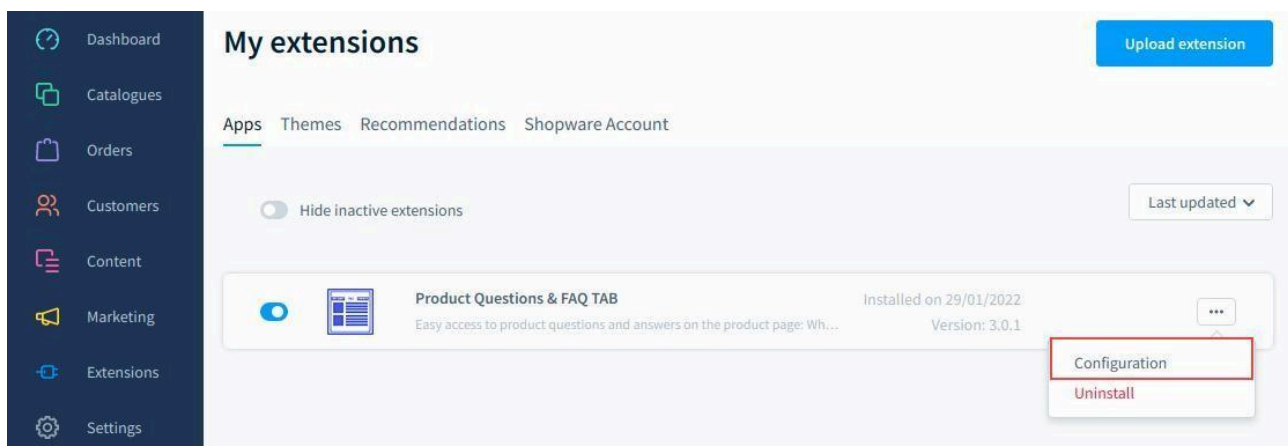 Dashboard
Catalogues
Orders
Customers
Content
Marketing
Extensions
Settings
My extensions
Upload extension
Apps Themes Recommendations Shopware Account
Hide inactive extensions
Last updated
Product Questions & FAQ TAB
Easy access to product questions and answers on the product page: Wh...
Installed on 29/01/2022
Version: 3.0.1
Configuration
Uninstall